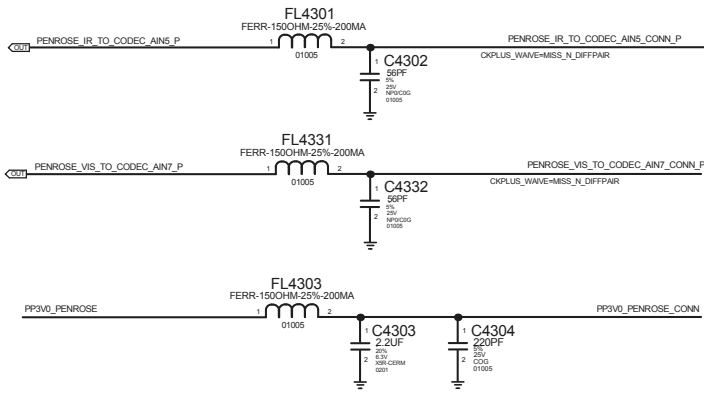 FL4301
FERR-150OHM-25%-200MA
OUT
PENROSE_IR_TO_CODEC_AIN5_P
1
2
PENROSE_IR_TO_CODEC_AIN5_CONN_P
01005
CKPLUS_WAIVE=MISS_N_DIFFPAIR
1
C4302
56PF
5%
25V
NP0/C0G
01005
2
FL4331
FERR-150OHM-25%-200MA
OUT
PENROSE_VIS_TO_CODEC_AIN7_P
1
2
PENROSE_VIS_TO_CODEC_AIN7_CONN_P
01005
CKPLUS_WAIVE=MISS_N_DIFFPAIR
1
C4332
56PF
5%
25V
NP0/C0G
01005
2
FL4303
FERR-150OHM-25%-200MA
PP3V0_PENROSE
1
2
PP3V0_PENROSE_CONN
01005
1
C4303
2.2UF
20%
6.3V
X5R-CERM
0201
2
1
C4304
220PF
5%
25V
COG
01005
2